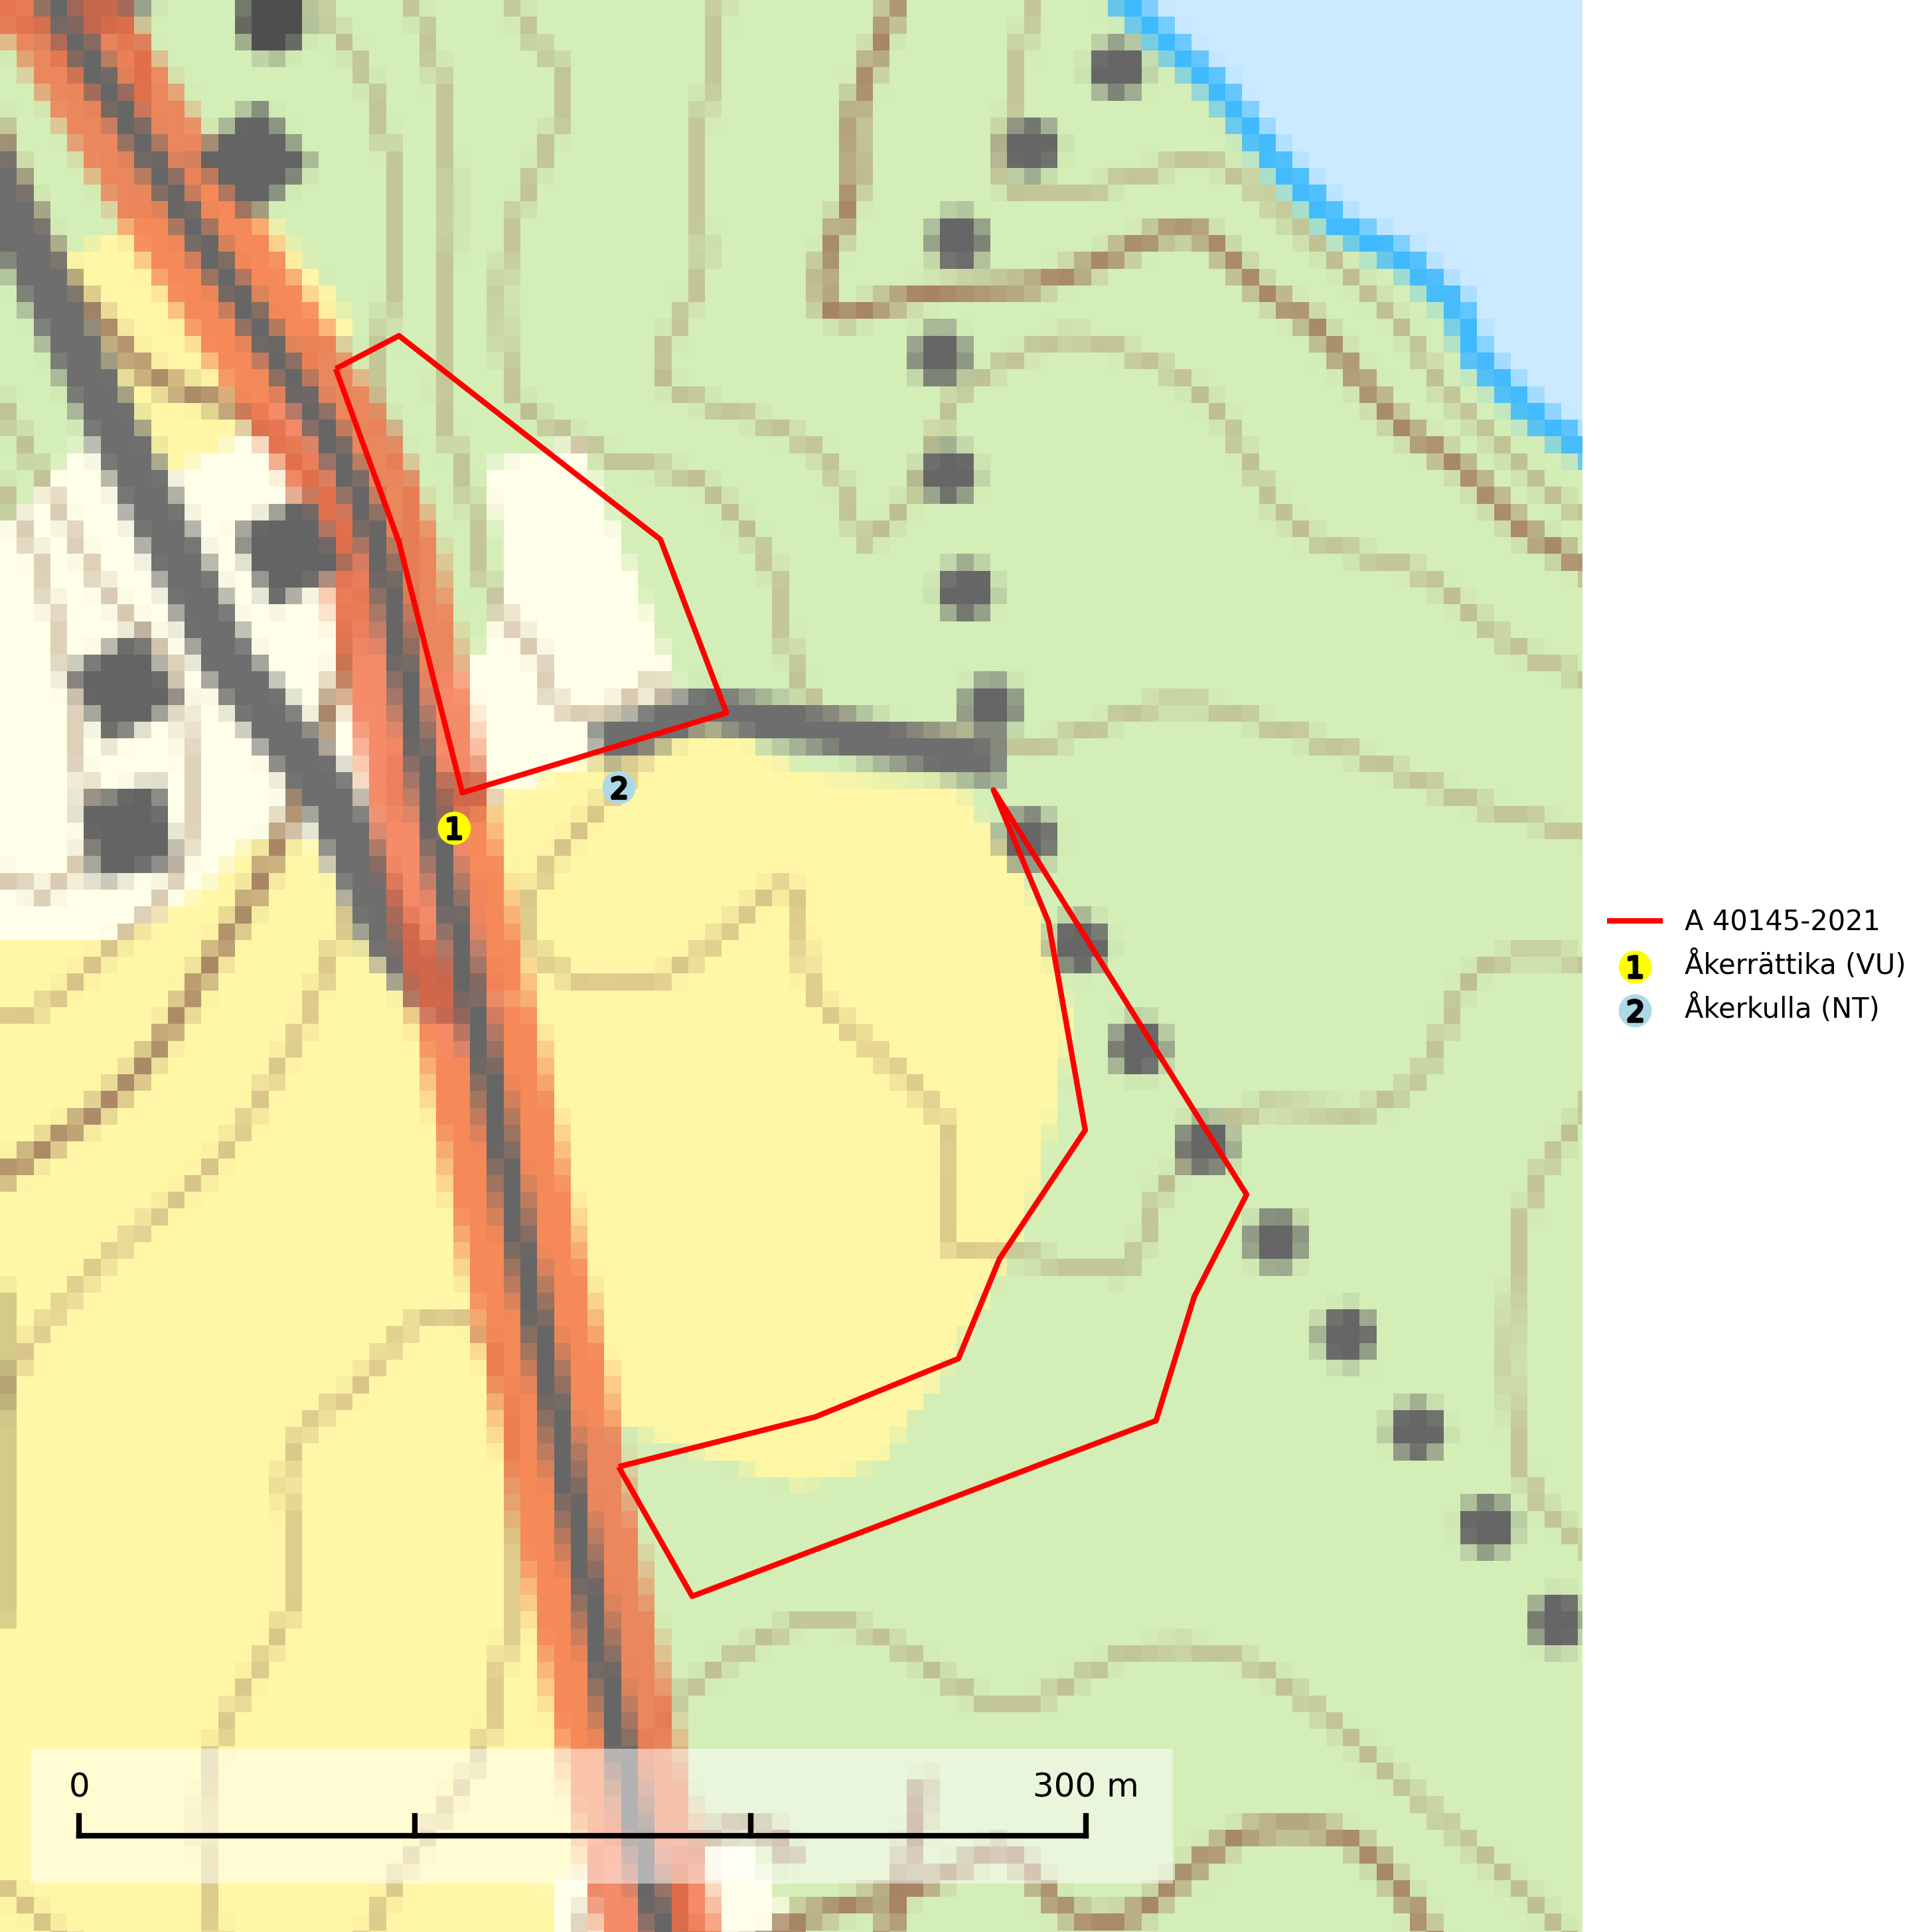 1
2
A 40145-2021
1 Åkerrättika (VU)
2 Åkerkulla (NT)
0 300 m